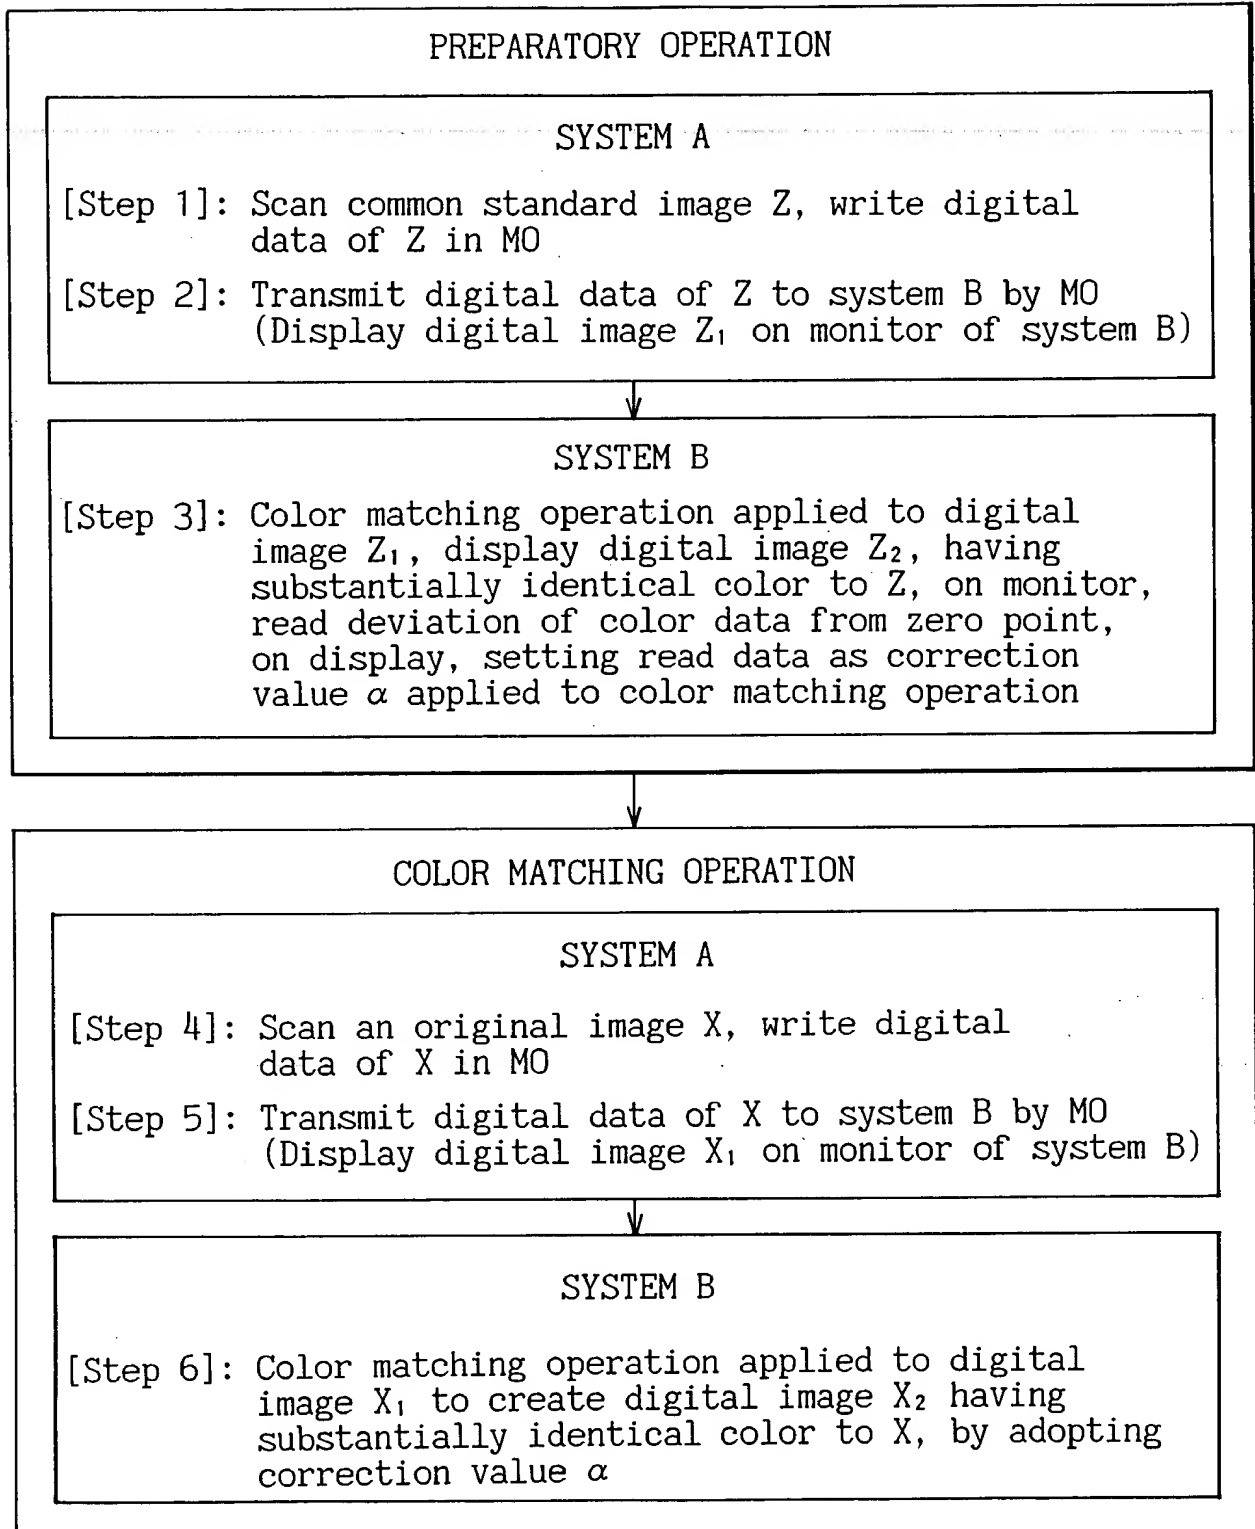 PREPARATORY OPERATION
SYSTEM A
[Step 1]: Scan common standard image Z, write digital
data of Z in MO
[Step 2]: Transmit digital data of Z to system B by MO
(Display digital image Z₁ on monitor of system B)
SYSTEM B
[Step 3]: Color matching operation applied to digital
image Z₁, display digital image Z₂, having
substantially identical color to Z, on monitor,
read deviation of color data from zero point,
on display, setting read data as correction
value α applied to color matching operation
COLOR MATCHING OPERATION
SYSTEM A
[Step 4]: Scan an original image X, write digital
data of X in MO
[Step 5]: Transmit digital data of X to system B by MO
(Display digital image X₁ on monitor of system B)
SYSTEM B
[Step 6]: Color matching operation applied to digital
image X₁ to create digital image X₂ having
substantially identical color to X, by adopting
correction value α